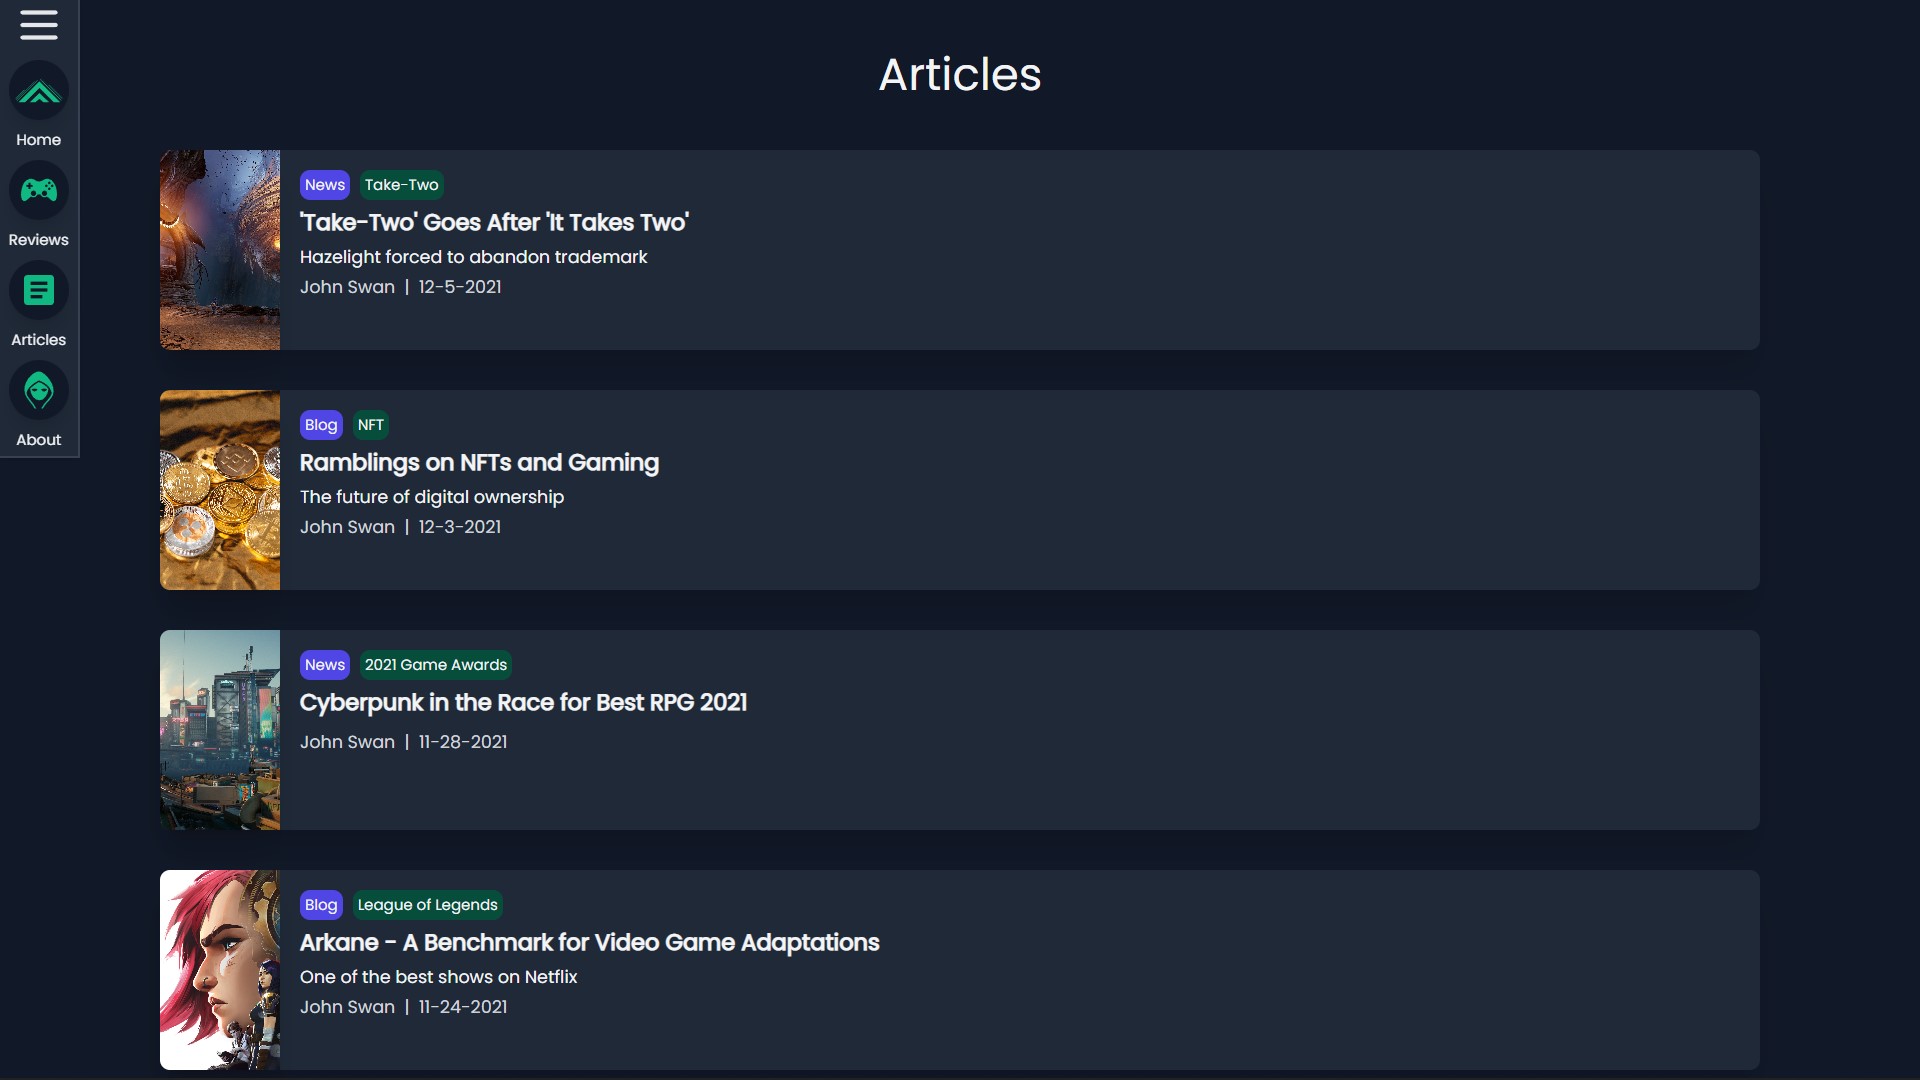 Home
Reviews
Articles
About
Articles
News Take-Two
'Take-Two' Goes After 'It Takes Two'
Hazelight forced to abandon trademark
John Swan | 12-5-2021
Blog NFT
Ramblings on NFTs and Gaming
The future of digital ownership
John Swan | 12-3-2021
News 2021 Game Awards
Cyberpunk in the Race for Best RPG 2021
John Swan | 11-28-2021
Blog League of Legends
Arkane - A Benchmark for Video Game Adaptations
One of the best shows on Netflix
John Swan | 11-24-2021